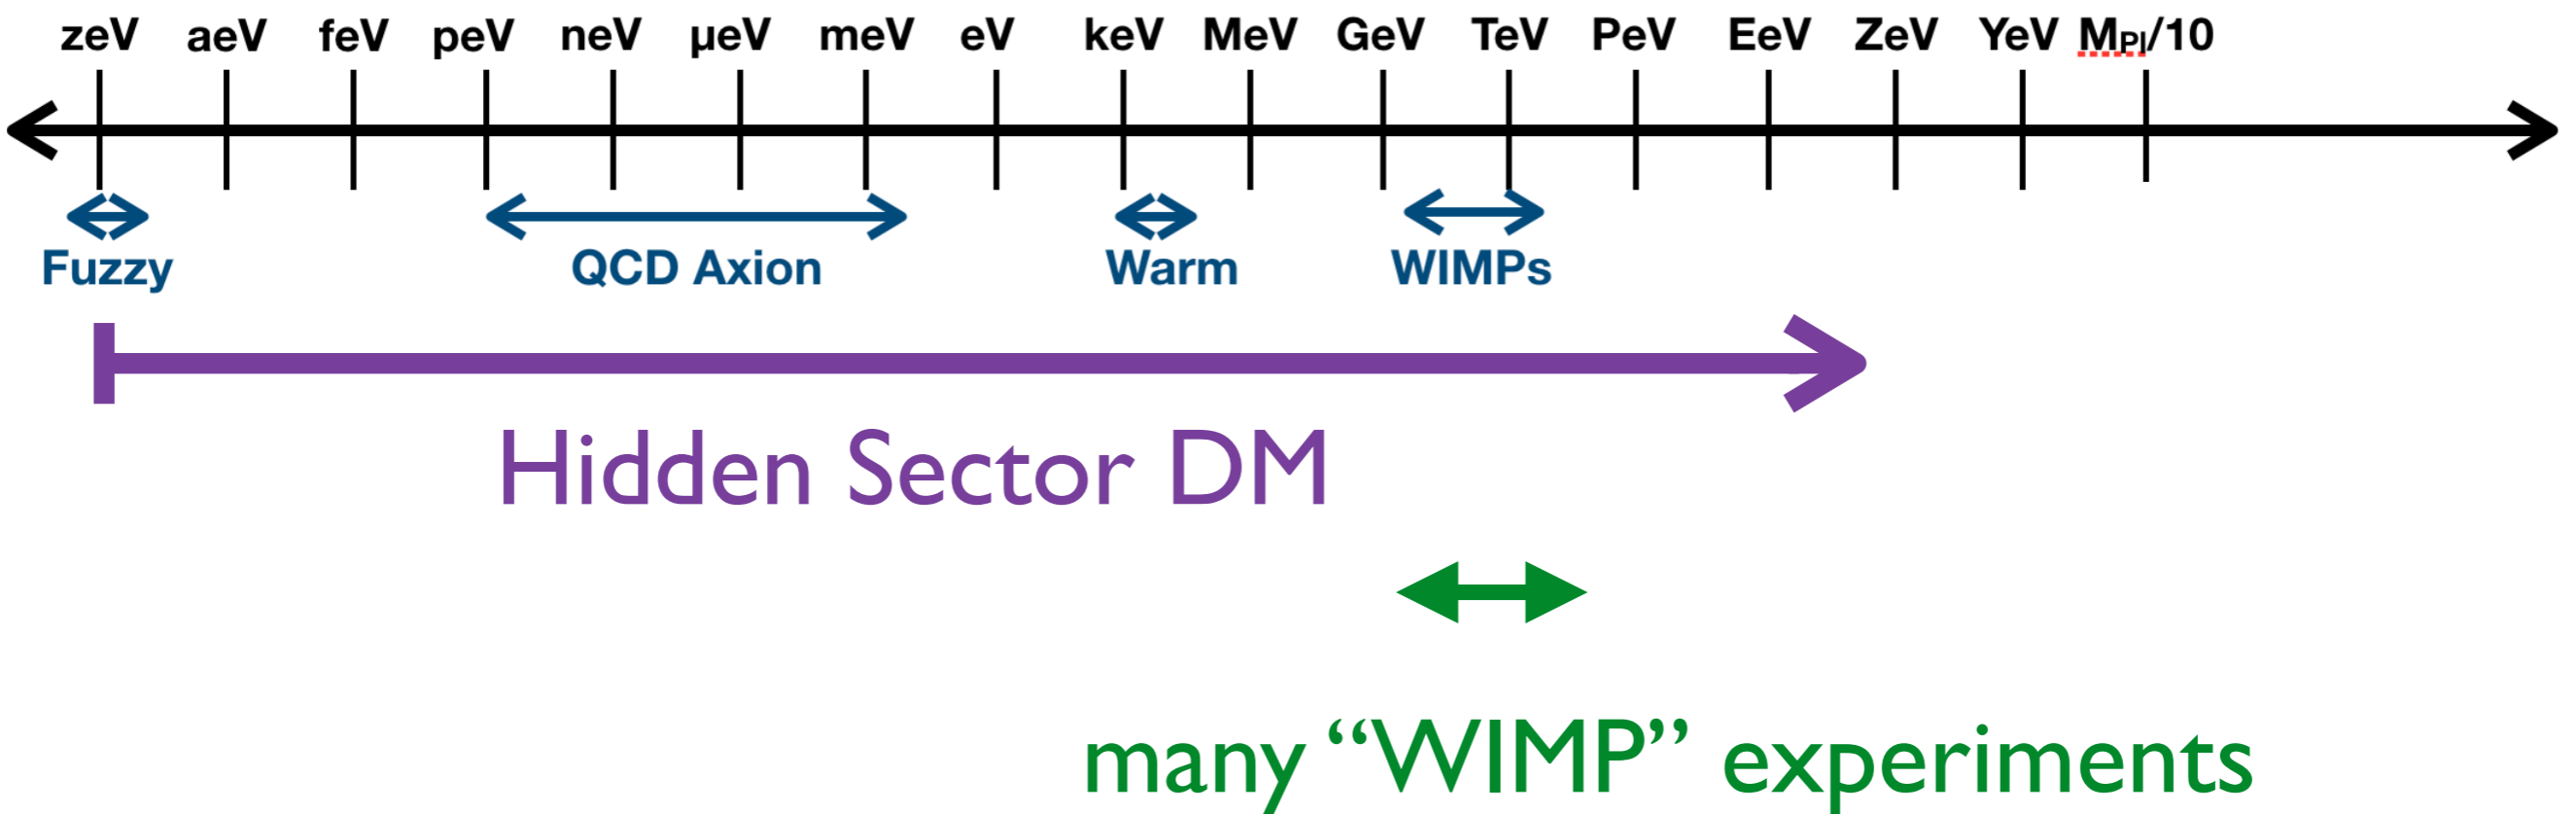 zeV aeV feV peV neV μeV meV eV keV MeV GeV TeV PeV EeV ZeV YeV MPl/10
Fuzzy QCD Axion Warm WIMPs
Hidden Sector DM
many “WIMP” experiments